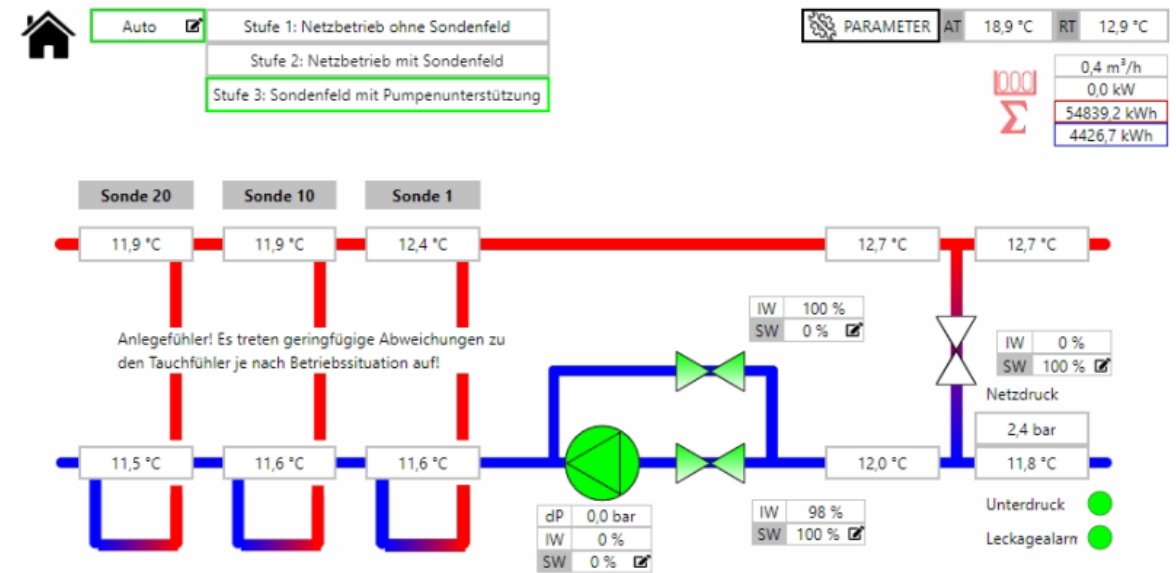 Auto
Stufe 1: Netzbetrieb ohne Sondenfeld
PARAMETER AT 18,9 °C RT 12,9 °C
Stufe 2: Netzbetrieb mit Sondenfeld
Stufe 3: Sondenfeld mit Pumpenunterstützung
0,4 m³/h
0,0 kW
54839,2 kWh
4426,7 kWh
Σ
Sonde 20 Sonde 10 Sonde 1
11,9 °C 11,9 °C 12,4 °C 12,7 °C 12,7 °C
IW 100 %
SW 0 %
Anlegefühler! Es treten geringfügige Abweichungen zu
den Tauchfühler je nach Betriebssituation auf!
IW 0 %
SW 100 %
Netzdruck
2,4 bar
11,5 °C 11,6 °C 11,6 °C 12,0 °C 11,8 °C
dP 0,0 bar
IW 0 %
SW 0 %
IW 98 %
SW 100 %
Unterdruck
Leckagealarm